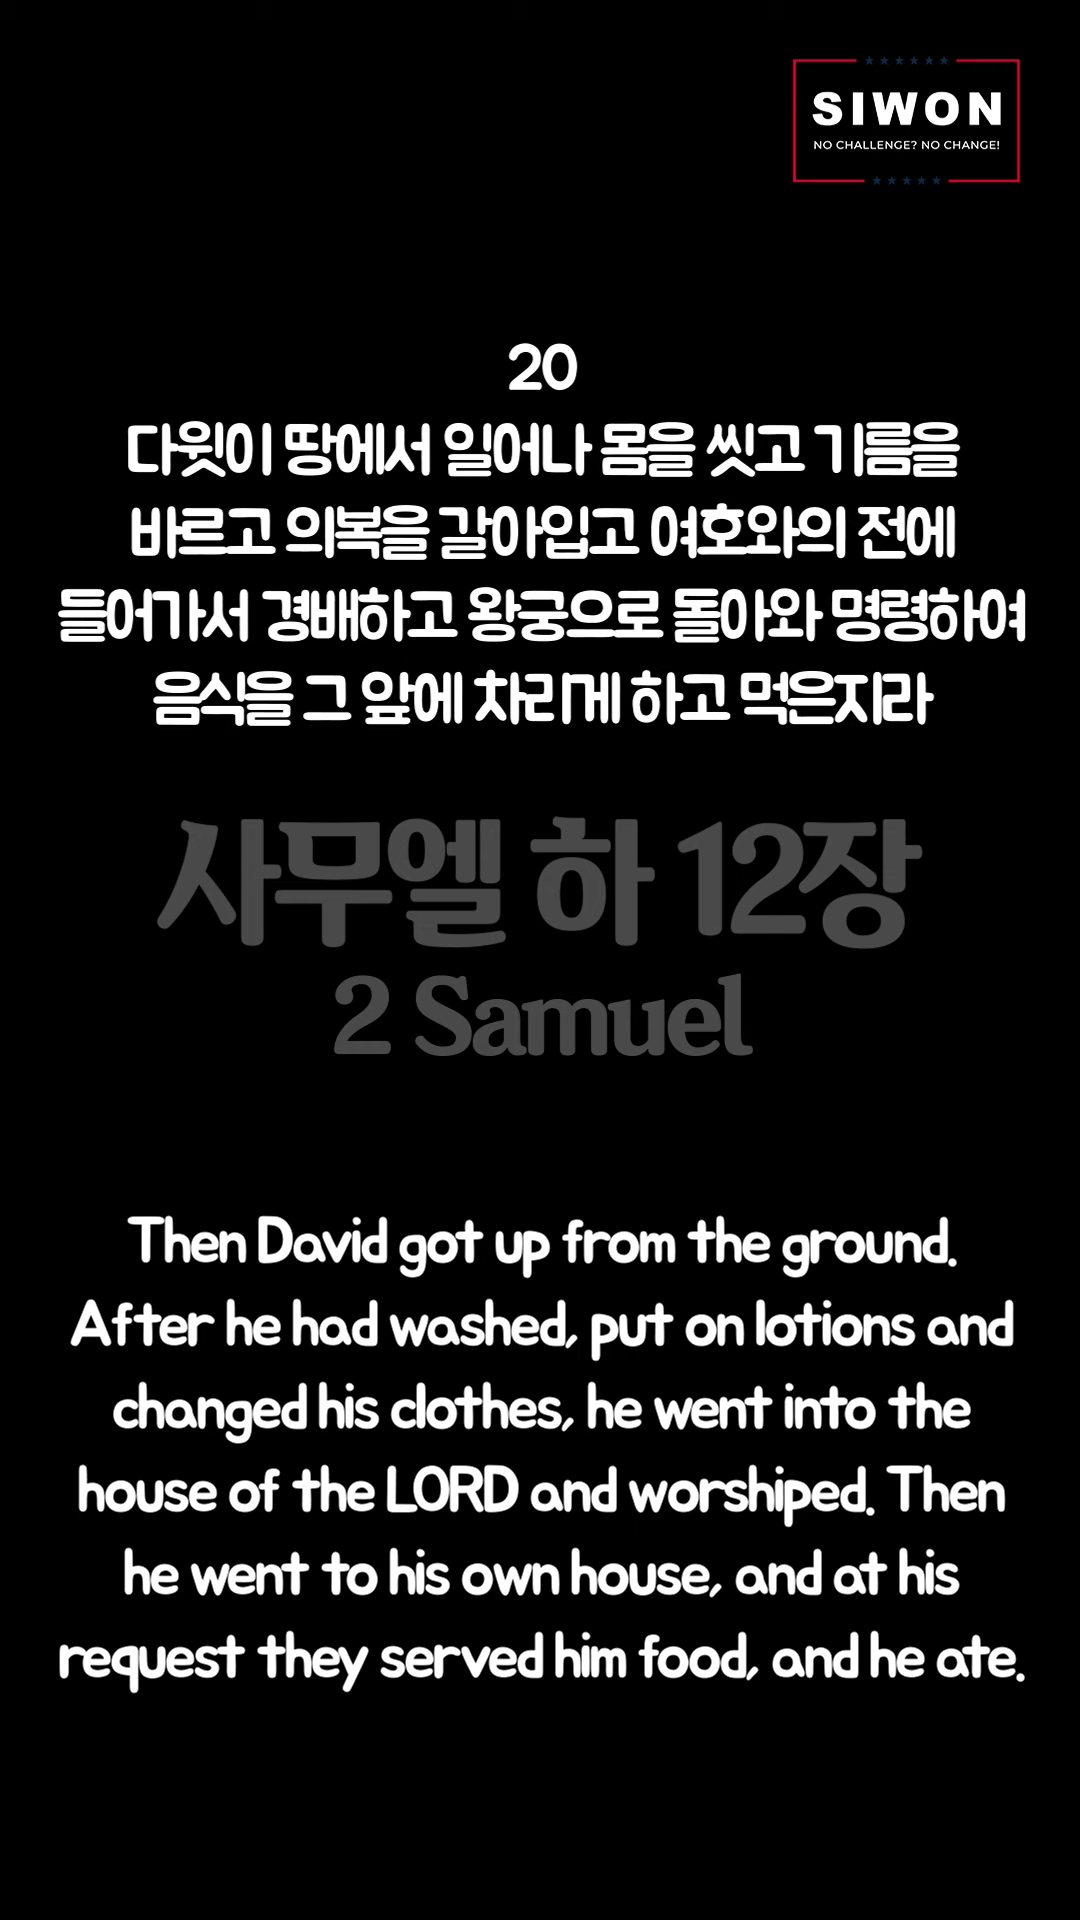 SIWON
NO CHALLENGE? NO CHANGE!
20
다윗이 땅에서 일어나 몸을 씻고 기름을
바르고 의복을 갈아입고 여호와의 전에
들어가서 경배하고 왕궁으로 돌아와 명령하여
음식을 그 앞에 차리게 하고 먹은지라
사무엘 하 12장
2 Samuel
Then David got up from the ground.
After he had washed, put on lotions and
changed his clothes, he went into the
house of the LORD and worshiped. Then
he went to his own house, and at his
request they served him food, and he ate.